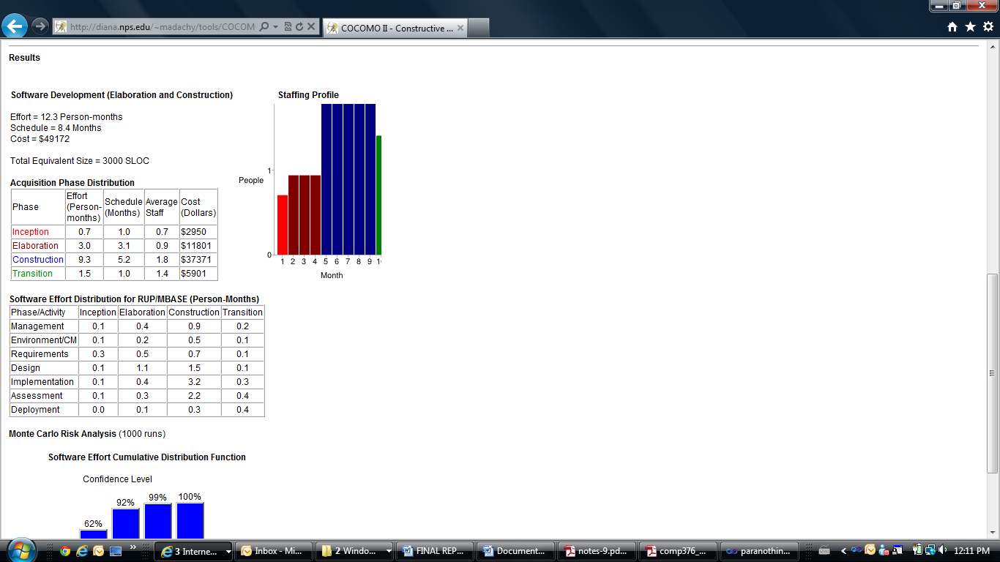 http://diana.nps.edu/~madachy/tools/COCOM
COCOMO II - Constructive ...
Results
Software Development (Elaboration and Construction)
Effort = 12.3 Person-months
Schedule = 8.4 Months
Cost = $49172
Total Equivalent Size = 3000 SLOC
Acquisition Phase Distribution
Phase Effort (Person-months) Schedule (Months) Average Staff Cost (Dollars)
Inception 0.7 1.0 0.7 $2950
Elaboration 3.0 3.1 0.9 $11801
Construction 9.3 5.2 1.8 $37371
Transition 1.5 1.0 1.4 $5901
Staffing Profile
1
People
0
1 2 3 4 5 6 7 8 9 1
Month
Software Effort Distribution for RUP/MBASE (Person-Months)
Phase/Activity Inception Elaboration Construction Transition
Management 0.1 0.4 0.9 0.2
Environment/CM 0.1 0.2 0.5 0.1
Requirements 0.3 0.5 0.7 0.1
Design 0.1 1.1 1.5 0.1
Implementation 0.1 0.4 3.2 0.3
Assessment 0.1 0.3 2.2 0.4
Deployment 0.0 0.1 0.3 0.4
Monte Carlo Risk Analysis (1000 runs)
Software Effort Cumulative Distribution Function
Confidence Level
62% 92% 99% 100%
3 Interne...
Inbox - Mi...
2 Windo...
FINAL REP...
Document...
notes-9.pd...
comp376_...
paranothin...
12:11 PM